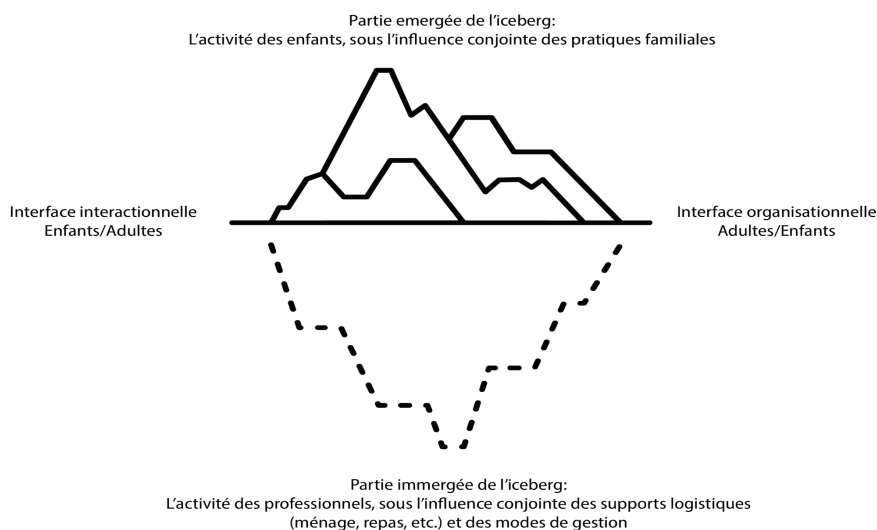 Partie emergée de l'iceberg:
L'activité des enfants, sous l'influence conjointe des pratiques familiales
Interface interactionnelle
Enfants/Adultes
Interface organisationnelle
Adultes/Enfants
Partie immergée de l'iceberg:
L'activité des professionnels, sous l'influence conjointe des supports logistiques
(ménage, repas, etc.) et des modes de gestion